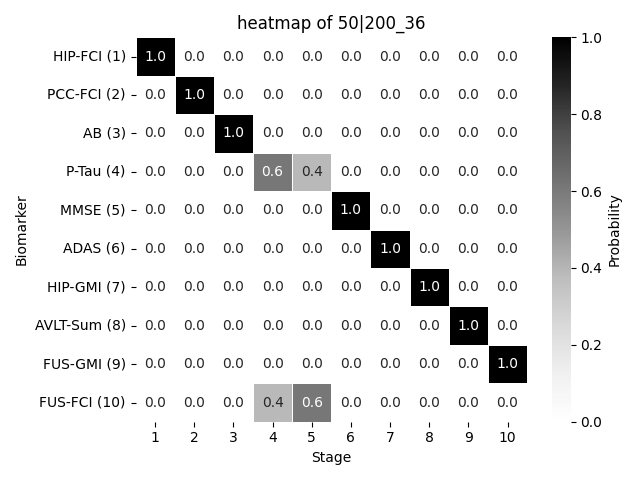 heatmap of 50|200_36
HIP-FCI (1) 1.0 0.0 0.0 0.0 0.0 0.0 0.0 0.0 0.0 0.0
PCC-FCI (2) 0.0 1.0 0.0 0.0 0.0 0.0 0.0 0.0 0.0 0.0
AB (3) 0.0 0.0 1.0 0.0 0.0 0.0 0.0 0.0 0.0 0.0
P-Tau (4) 0.0 0.0 0.0 0.6 0.4 0.0 0.0 0.0 0.0 0.0
MMSE (5) 0.0 0.0 0.0 0.0 0.0 1.0 0.0 0.0 0.0 0.0
ADAS (6) 0.0 0.0 0.0 0.0 0.0 0.0 1.0 0.0 0.0 0.0
HIP-GMI (7) 0.0 0.0 0.0 0.0 0.0 0.0 0.0 1.0 0.0 0.0
AVLT-Sum (8) 0.0 0.0 0.0 0.0 0.0 0.0 0.0 0.0 1.0 0.0
FUS-GMI (9) 0.0 0.0 0.0 0.0 0.0 0.0 0.0 0.0 0.0 1.0
FUS-FCI (10) 0.0 0.0 0.0 0.4 0.6 0.0 0.0 0.0 0.0 0.0
1 2 3 4 5 6 7 8 9 10
Stage
Biomarker
1.0
0.8
0.6
0.4
0.2
0.0
Probability